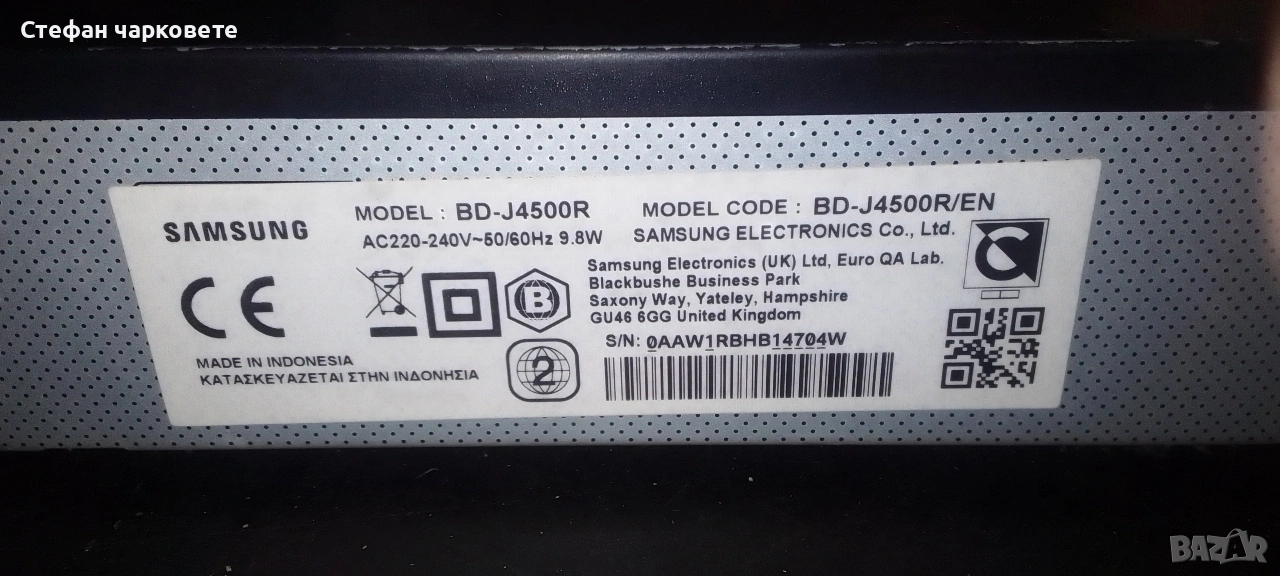 Стефан чарковете
SAMSUNG
MODEL : BD-J4500R MODEL CODE : BD-J4500R/EN
AC220-240V~50/60Hz 9.8W SAMSUNG ELECTRONICS Co., Ltd.
Samsung Electronics (UK) Ltd, Euro QA Lab.
Blackbushe Business Park
Saxony Way, Yateley, Hampshire
GU46 6GG United Kingdom
CE
B
S/N: 0AAW1RBHB14704W
MADE IN INDONESIA
ΚΑΤΑΣΚΕΥΑΖΕΤΑΙ ΣΤΗΝ ΙΝΔΟΝΗΣΙΑ
2
BAZAR